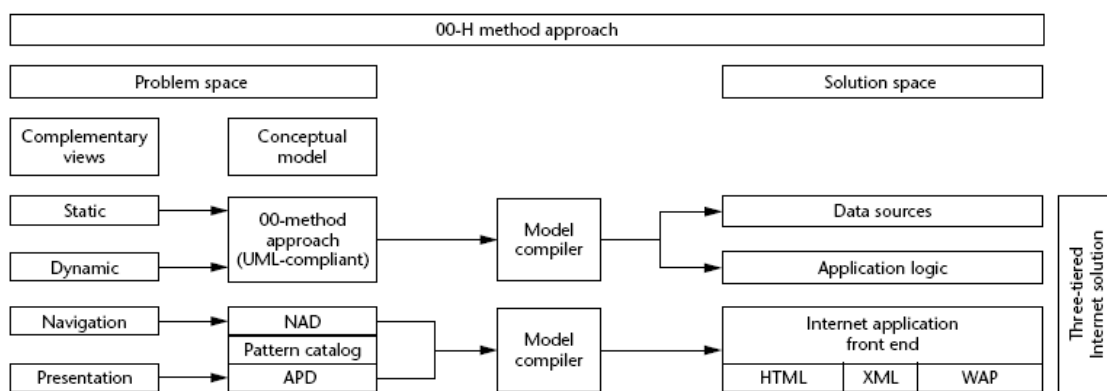 00-H method approach
Problem space
Solution space
Complementary
views
Conceptual
model
Static
00-method
approach
(UML-compliant)
Dynamic
Model
compiler
Data sources
Application logic
Navigation
NAD
Pattern catalog
Presentation
APD
Model
compiler
Internet application
front end
HTML
XML
WAP
Three-tiered
Internet solution